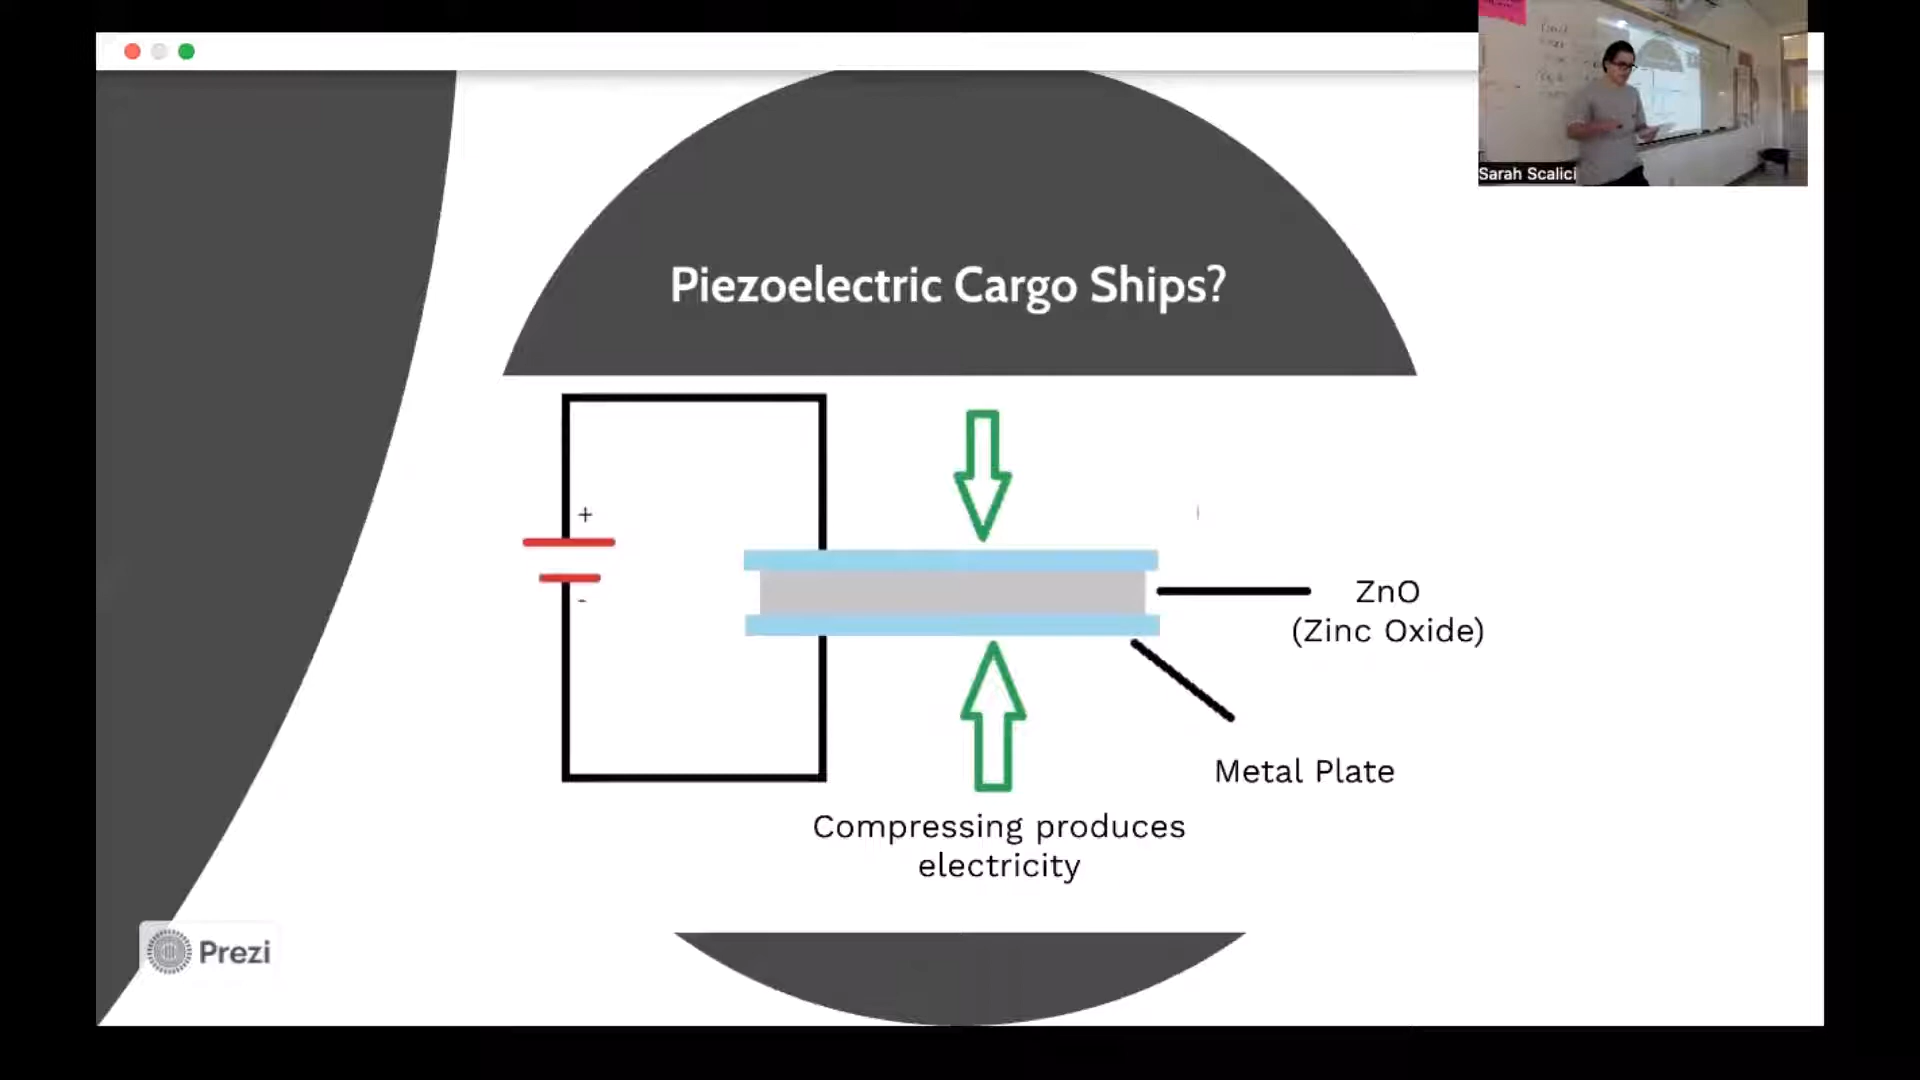 Sarah Scalici
Piezoelectric Cargo Ships?
+
-
ZnO
(Zinc Oxide)
Metal Plate
Compressing produces
electricity
Prezi